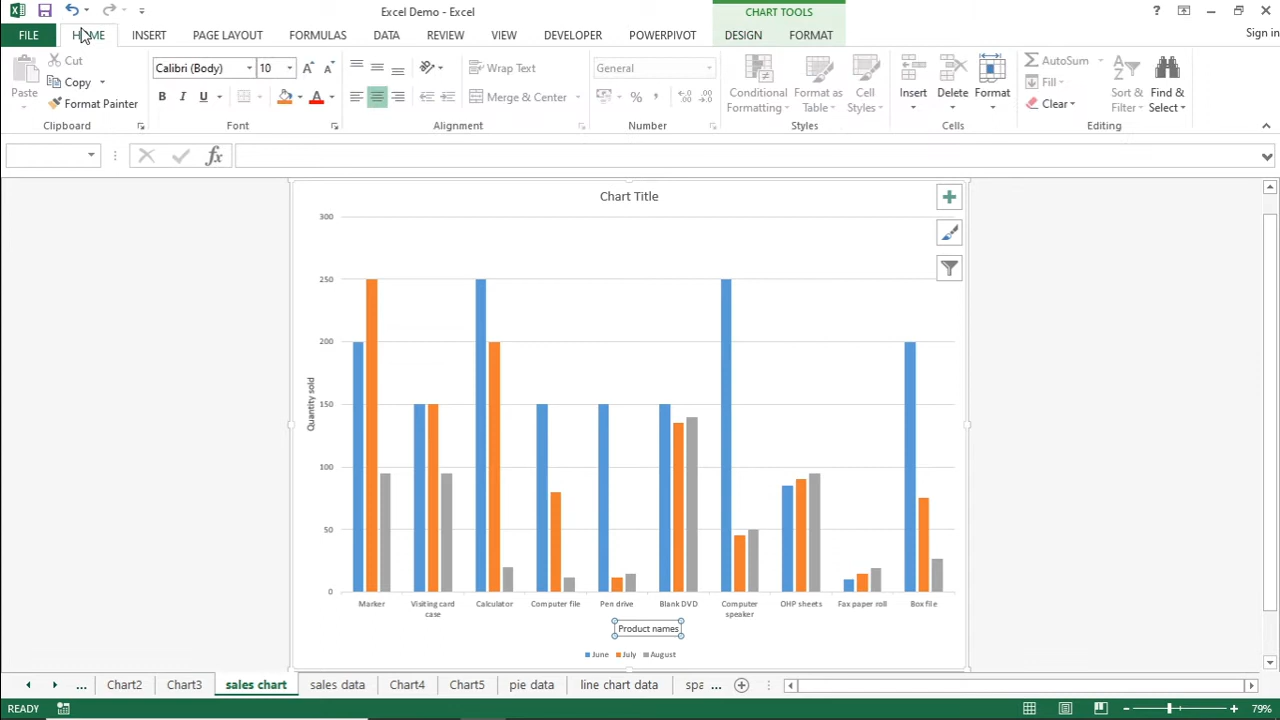 Excel Demo - Excel
CHART TOOLS
?
FILE HOME INSERT PAGE LAYOUT FORMULAS DATA REVIEW VIEW DEVELOPER POWERPIVOT DESIGN FORMAT Sign in
Paste
Cut
Copy
Format Painter
Clipboard
Calibri (Body) 10
B I U
Font
Wrap Text
Merge & Center
Alignment
General
%
Number
Conditional Formatting
Format as Table
Cell Styles
Styles
Insert
Delete
Format
Cells
AutoSum
Fill
Clear
Sort & Filter
Find & Select
Editing
fx
Chart Title
300
250
200
150
100
50
0
Quantity sold
Marker
Visiting card
case
Calculator
Computer file
Pen drive
Blank DVD
Computer
speaker
OHP sheets
Fax paper roll
Box file
Product names
June July August
... Chart2 Chart3 sales chart sales data Chart4 Chart5 pie data line chart data spa ...
READY 79%